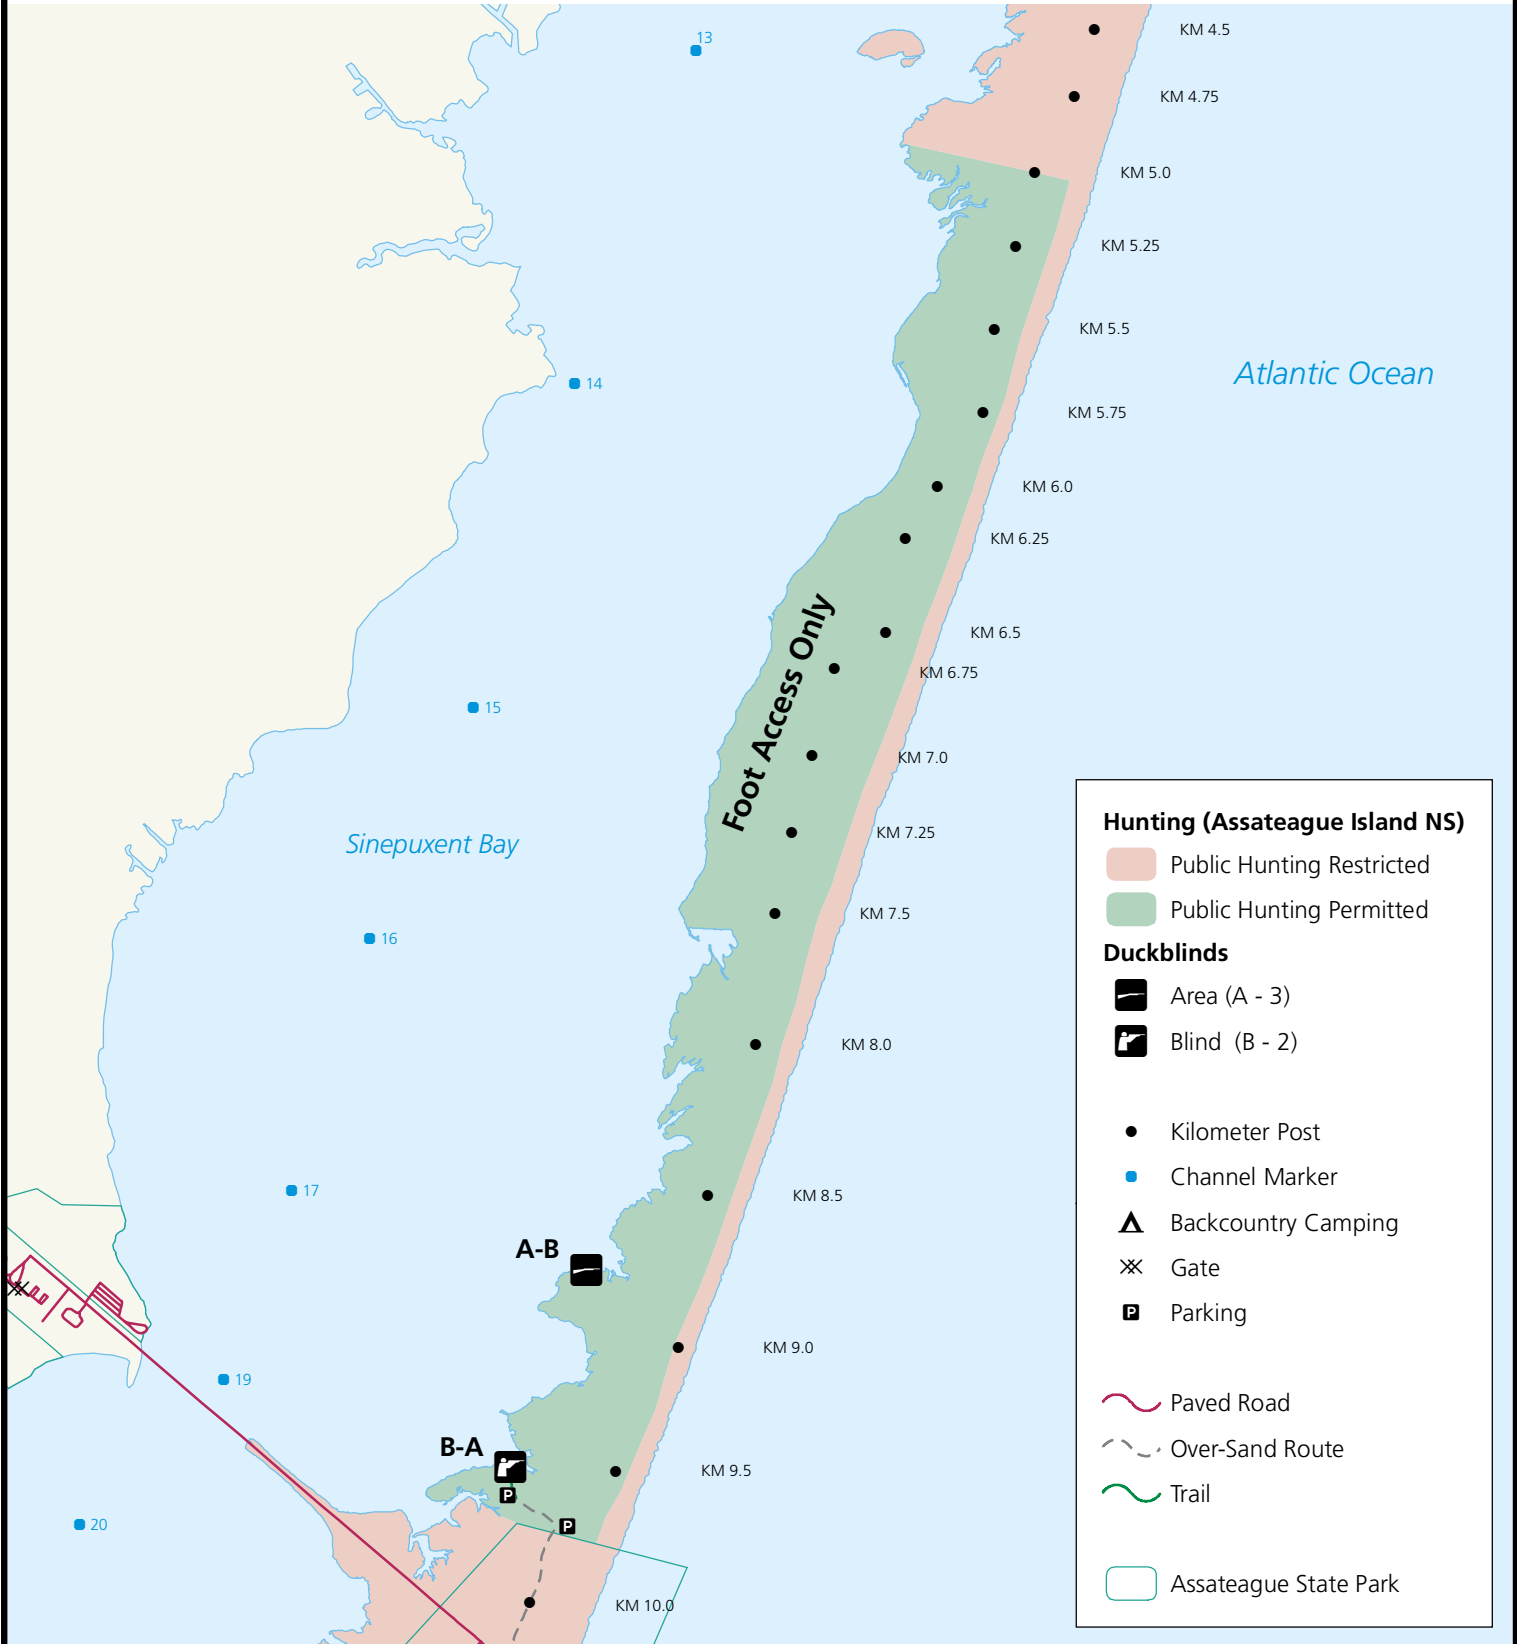 13
KM 4.5
KM 4.75
KM 5.0
KM 5.25
KM 5.5
Atlantic Ocean
14
KM 5.75
KM 6.0
KM 6.25
Foot Access Only
KM 6.5
KM 6.75
15
KM 7.0
KM 7.25
Sinepuxent Bay
KM 7.5
16
KM 8.0
17
KM 8.5
A-B
KM 9.0
19
B-A
KM 9.5
P
P
20
KM 10.0
Hunting (Assateague Island NS)
Public Hunting Restricted
Public Hunting Permitted
Duckblinds
Area (A - 3)
Blind (B - 2)
Kilometer Post
Channel Marker
Backcountry Camping
Gate
P Parking
Paved Road
Over-Sand Route
Trail
Assateague State Park